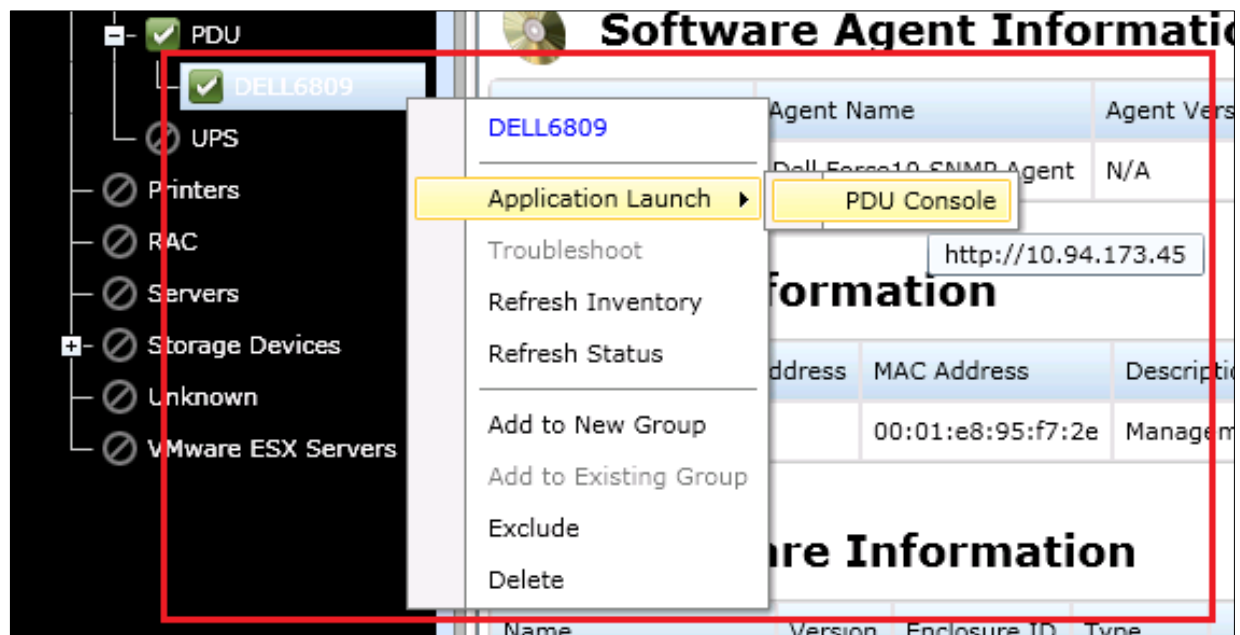 PDU
DELL6809
UPS
Printers
RAC
Servers
Storage Devices
Unknown
VMware ESX Servers
DELL6809
Application Launch
Troubleshoot
Refresh Inventory
Refresh Status
Add to New Group
Add to Existing Group
Exclude
Delete
PDU Console
http://10.94.173.45
Software Agent Informatio
Agent Name Agent Vers
Dell Force10 SNMP Agent N/A
formation
ddress MAC Address Descriptio
00:01:e8:95:f7:2e Managem
re Information
Name Version Enclosure ID Type